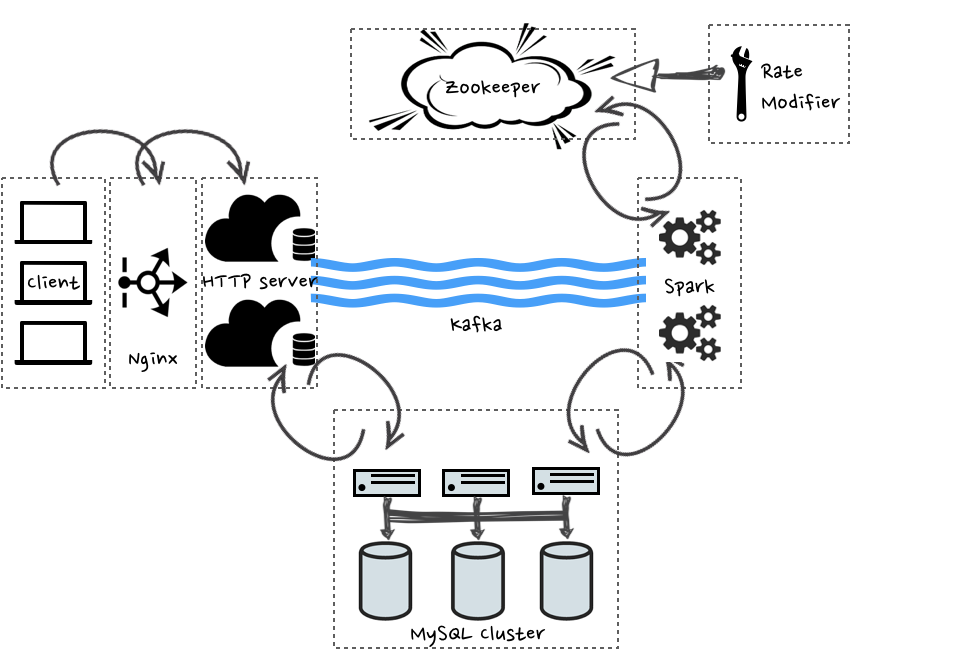 Zookeeper
Rate
Modifier
Client
HTTP server
Spark
Kafka
Nginx
MySQL Cluster